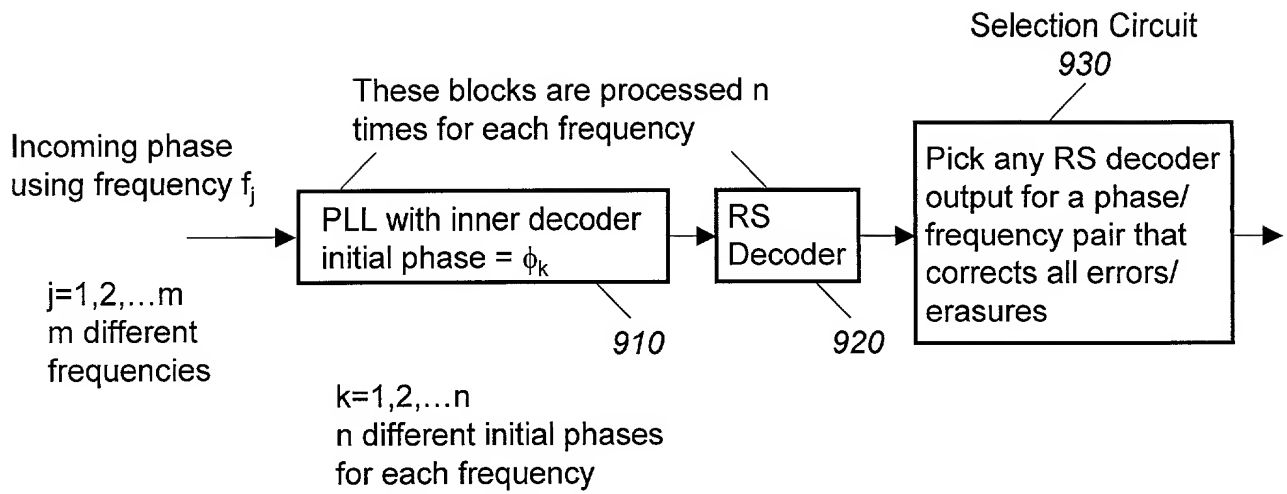 Selection Circuit
930
These blocks are processed n
times for each frequency
Incoming phase
using frequency fj
PLL with inner decoder
initial phase = ϕk
RS
Decoder
Pick any RS decoder
output for a phase/
frequency pair that
corrects all errors/
erasures
j=1,2,...m
m different
frequencies
910
920
k=1,2,...n
n different initial phases
for each frequency